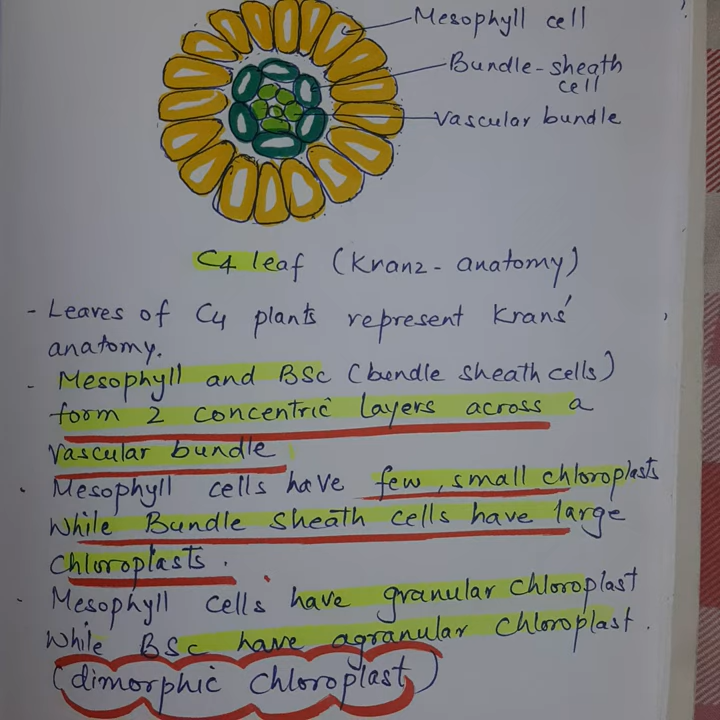 Mesophyll cell
Bundle-sheath
cell
Vascular bundle
C4 leaf (Kranz-anatomy)
- Leaves of C4 plants represent Krans'
anatomy.
- Mesophyll and BSC (bundle sheath cells)
form 2 concentric layers across a
vascular bundle
. Mesophyll cells have few, small chloroplasts
while Bundle sheath cells have large
chloroplasts.
- Mesophyll cells have granular chloroplast
while BSC have agranular chloroplast.
(dimorphic chloroplast)